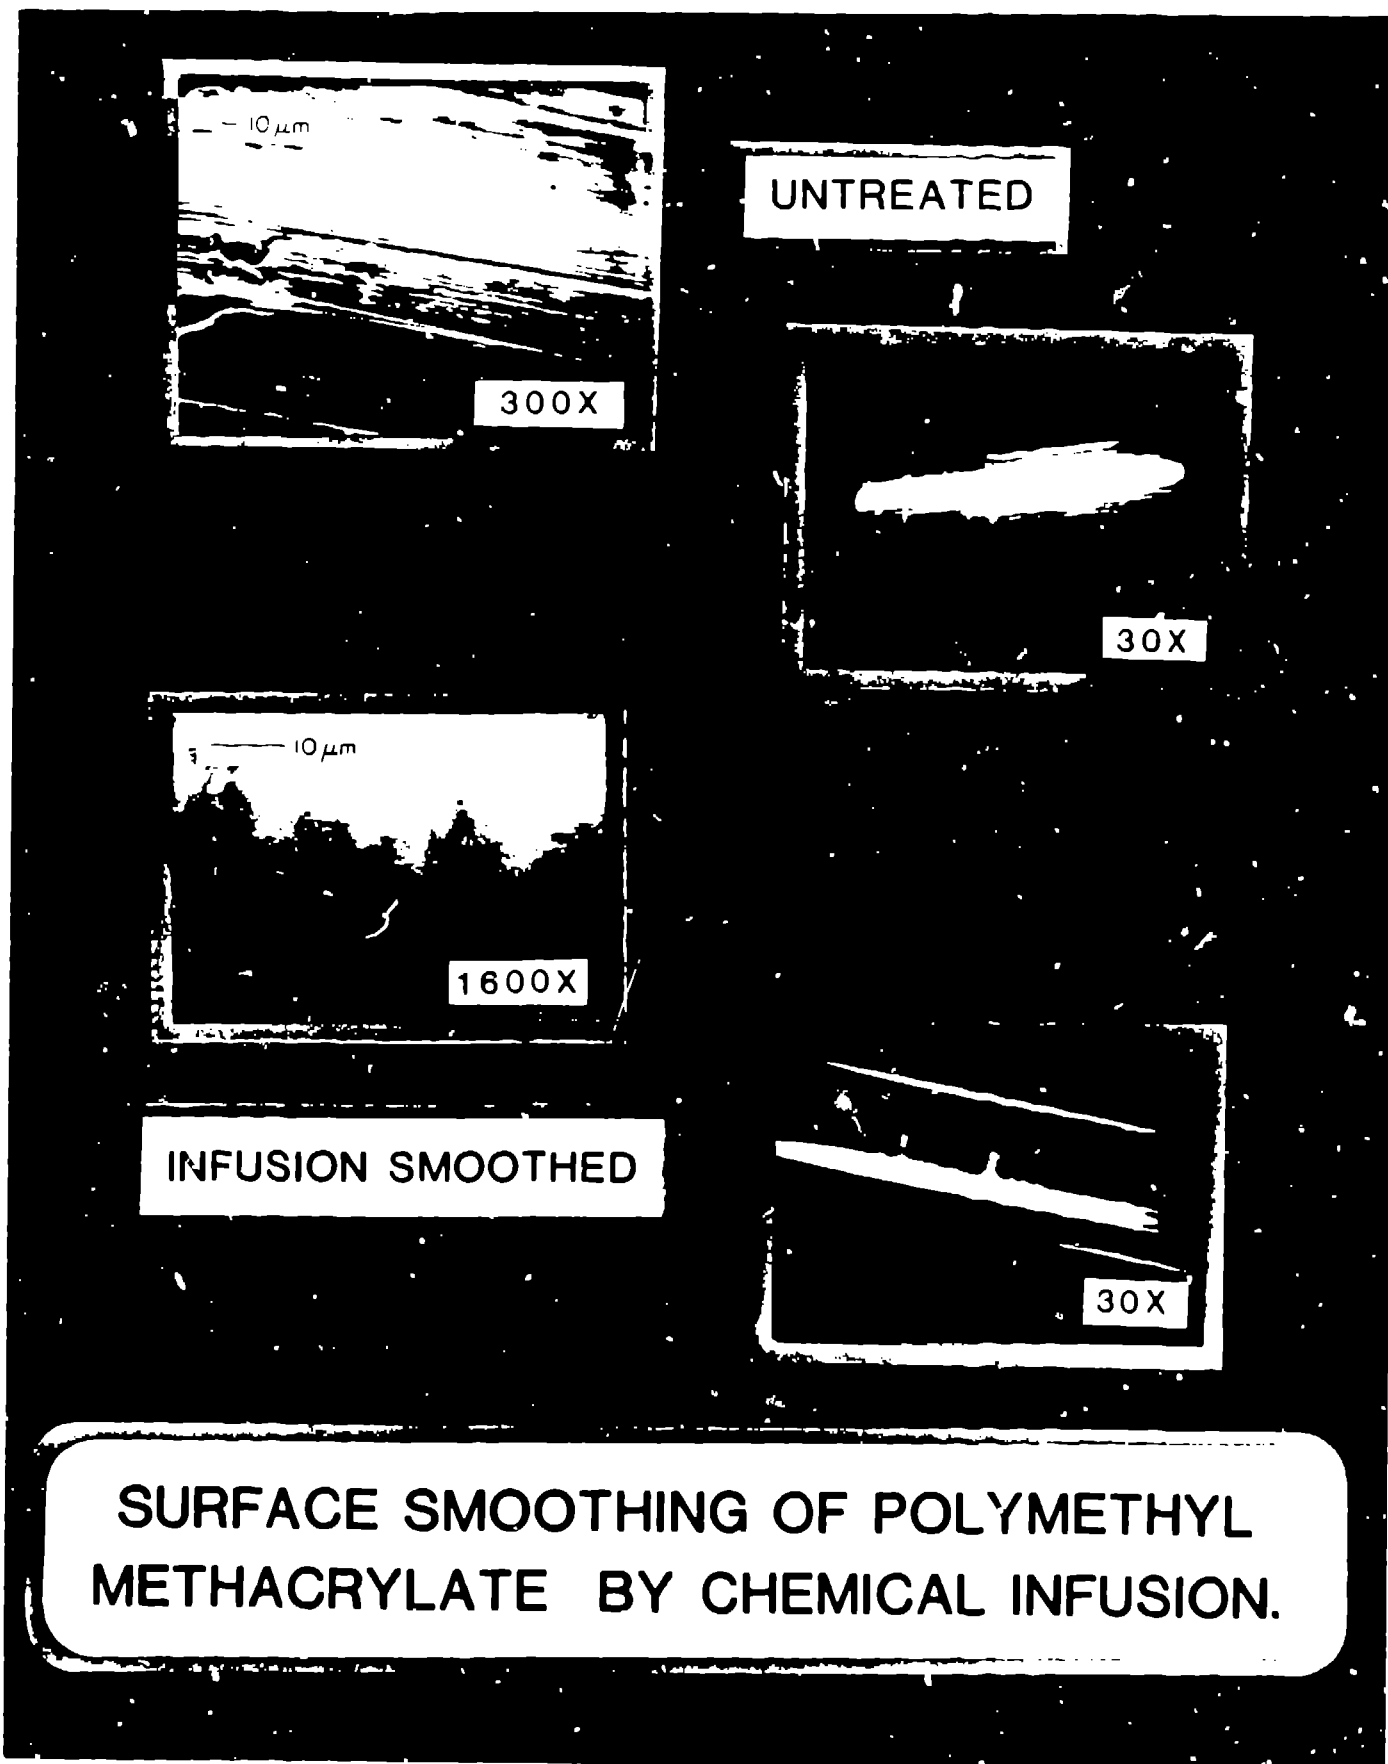 10 μm
UNTREATED
300X
30X
10 μm
1600X
INFUSION SMOOTHED
30X
SURFACE SMOOTHING OF POLYMETHYL
METHACRYLATE BY CHEMICAL INFUSION.